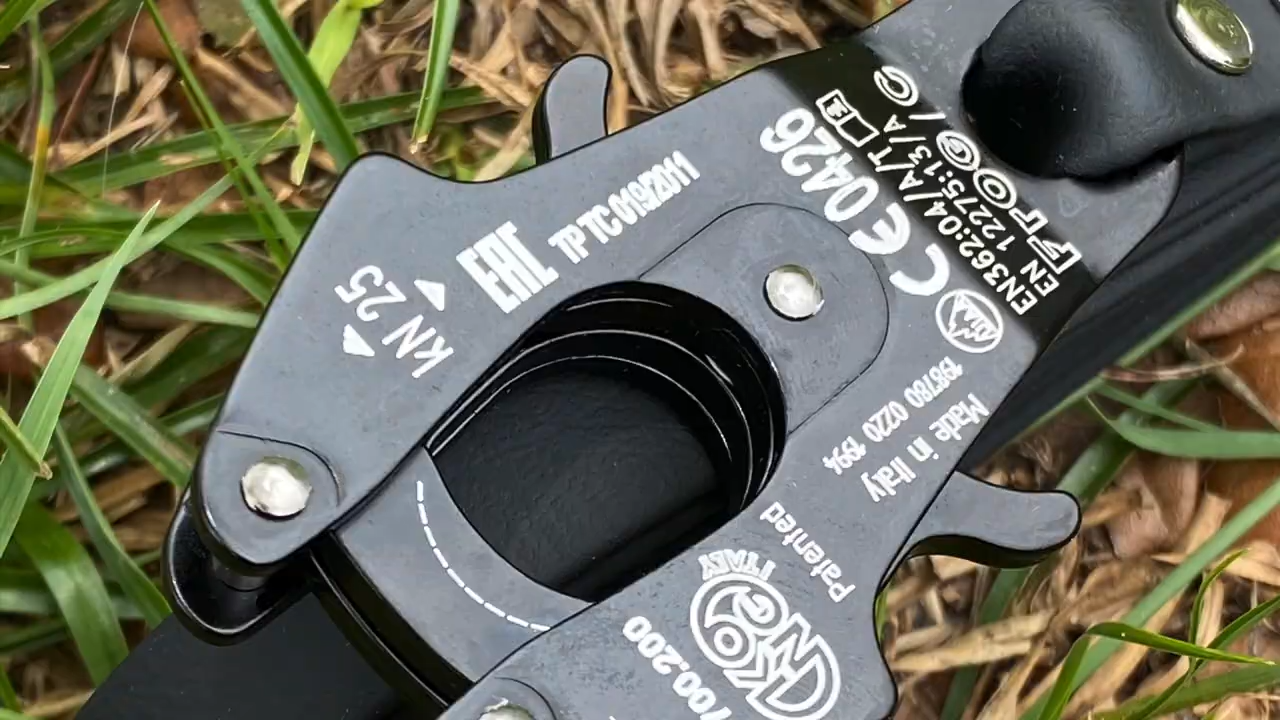 KN 25
EAC
TP TC 019/2011
CE 0426
EN362:04/A/T
EN 12275:13/A/
198780 0220 1994
Made in Italy
Patented
KONG
ITALY
700.200